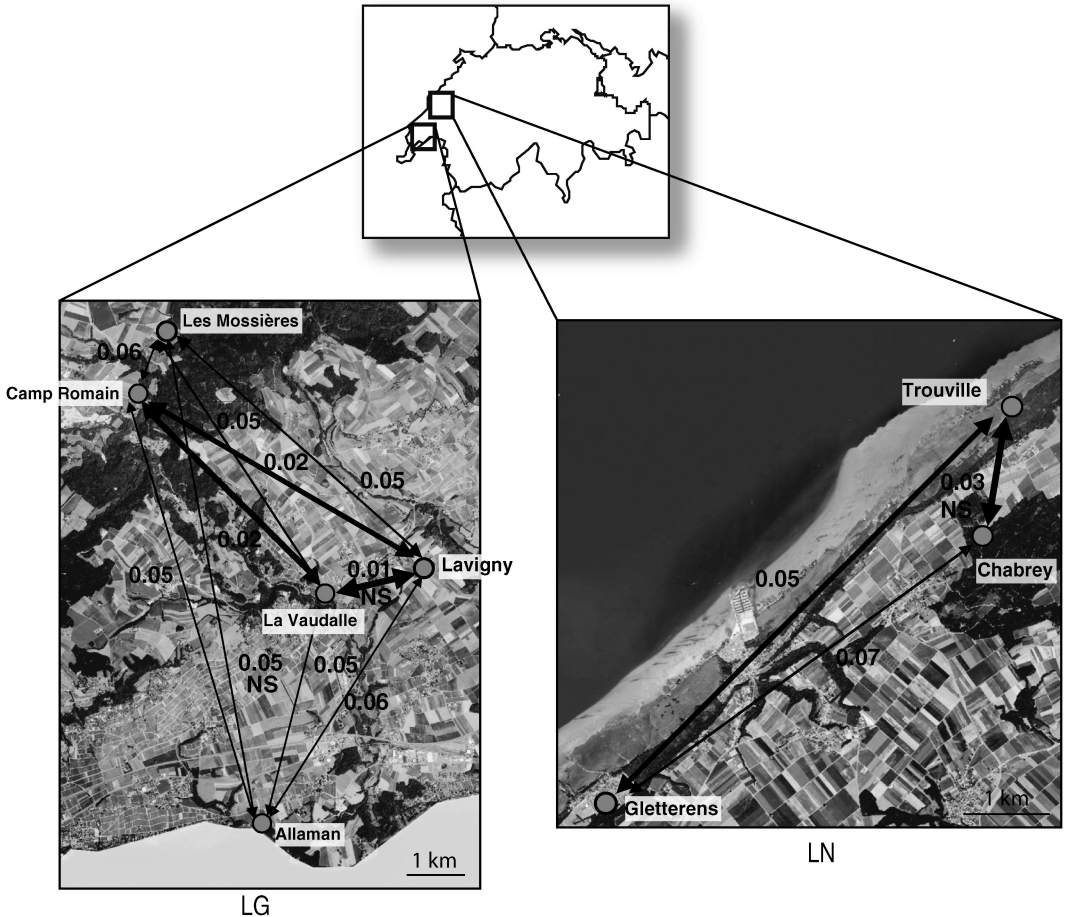 Les Mossières
0.06
Camp Romain
0.05
0.02
0.05
0.02
0.01
NS
Lavigny
0.05
La Vaudalle
0.05
NS
0.05
0.06
Allaman
1 km
LG
Trouville
0.03
NS
Chabrey
0.05
0.07
Gletterens
1 km
LN